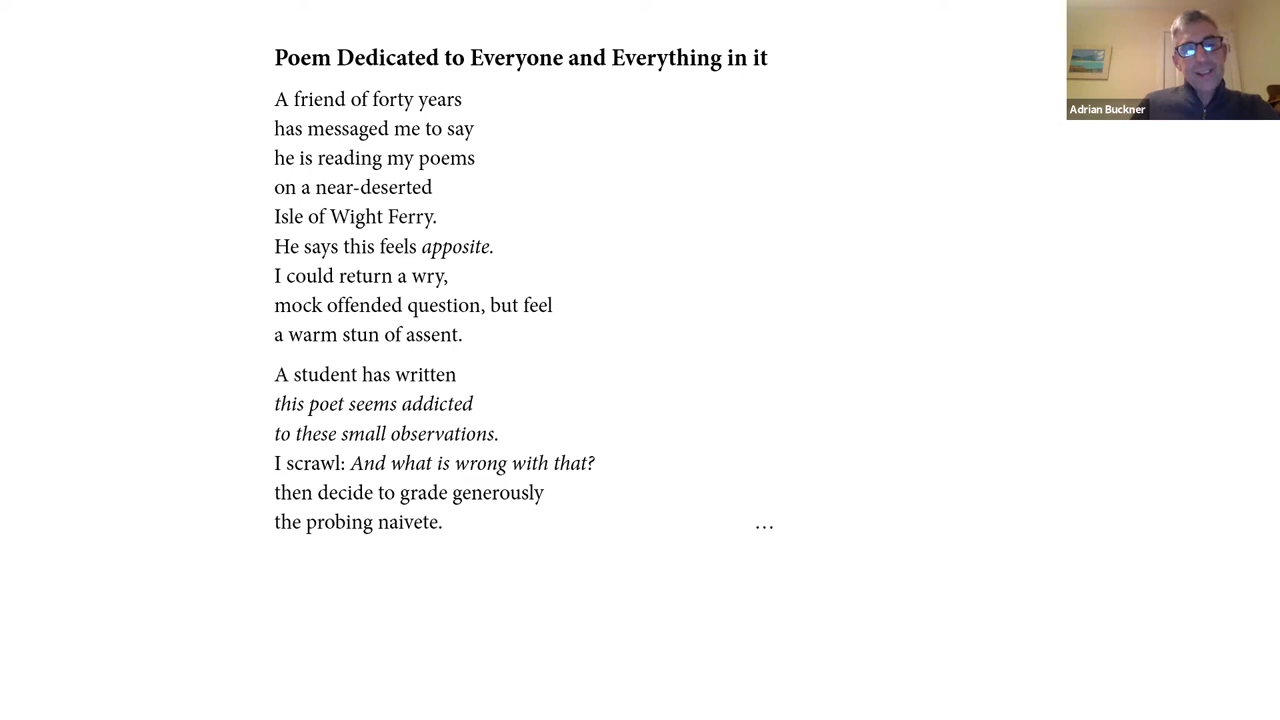 Poem Dedicated to Everyone and Everything in it
A friend of forty years
has messaged me to say
he is reading my poems
on a near-deserted
Isle of Wight Ferry.
He says this feels apposite.
I could return a wry,
mock offended question, but feel
a warm stun of assent.
A student has written
this poet seems addicted
to these small observations.
I scrawl: And what is wrong with that?
then decide to grade generously
the probing naivete.
…
Adrian Buckner